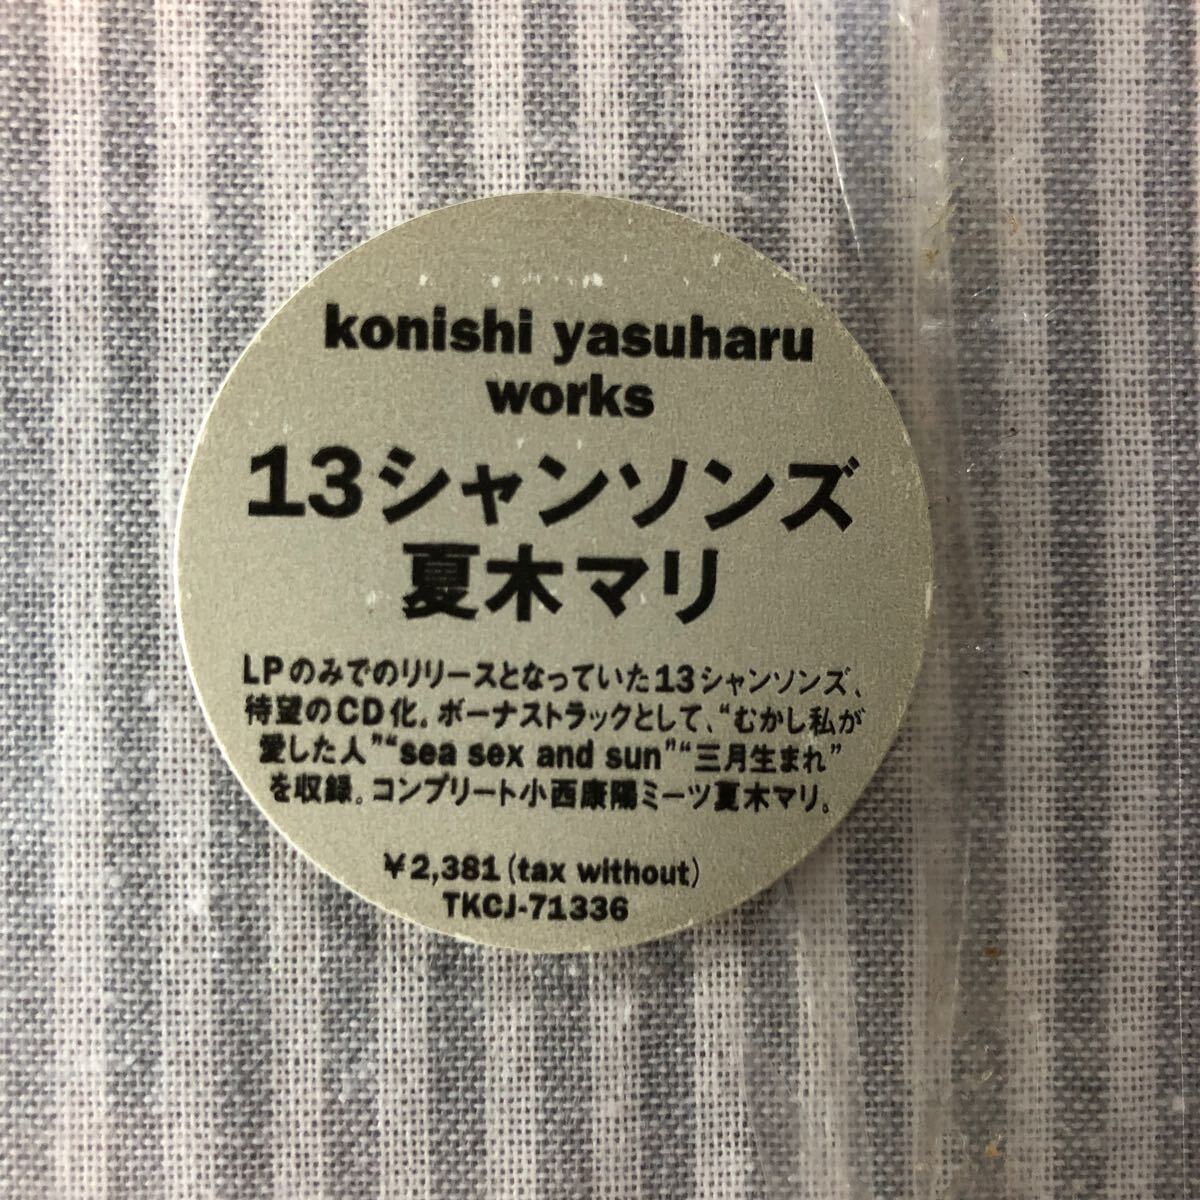 konishi yasuharu
works
13シャンソンズ
夏木マリ
LPのみでのリリースとなっていた13シャンソンズ、
待望のCD化。ボーナストラックとして、“むかし私が
愛した人”“sea sex and sun”“三月生まれ”
を収録。コンプリート小西康陽ミーツ夏木マリ。
¥2,381(tax without)
TKCJ-71336